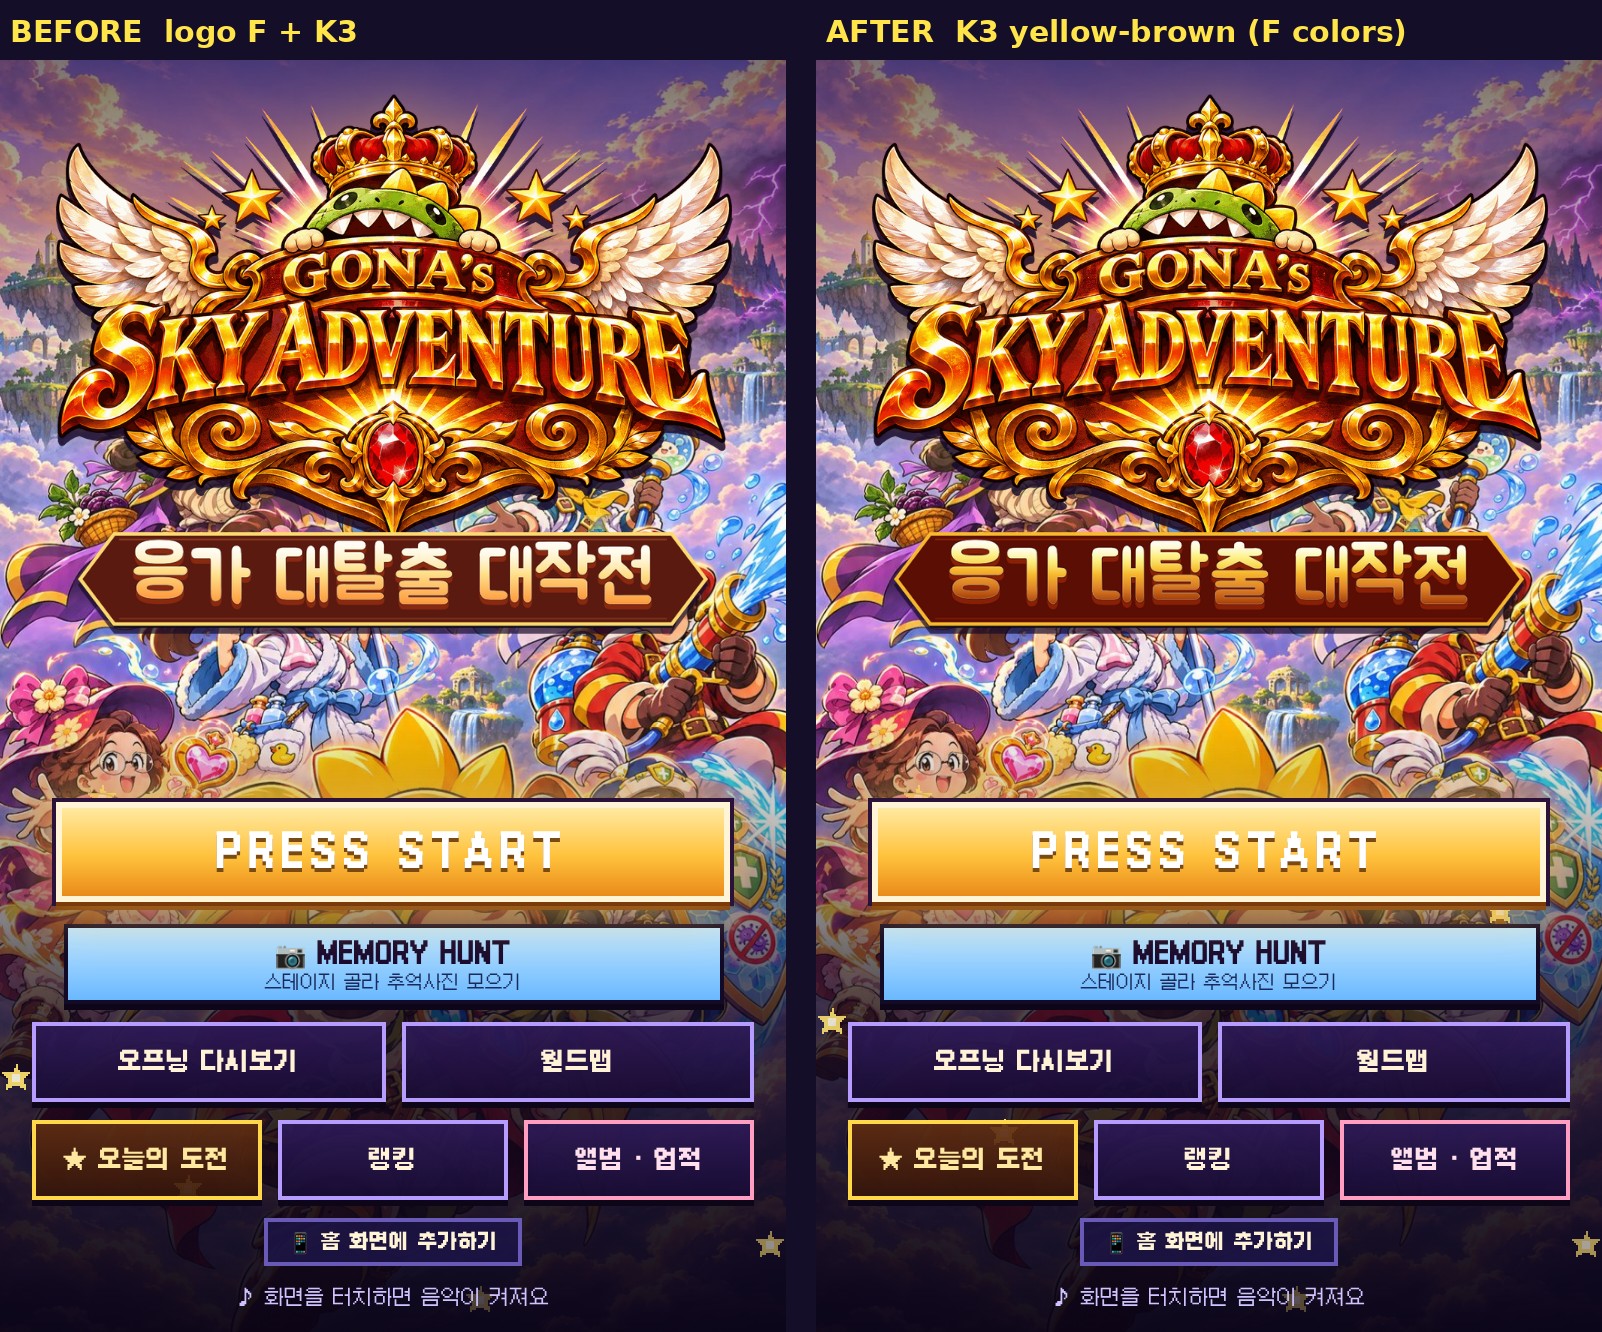 BEFORE logo F + K3
GONA's
SKY ADVENTURE
응가 대탈출 대작전
PRESS START
MEMORY HUNT
스테이지 골라 추억사진 모으기
오프닝 다시보기
월드맵
★ 오늘의 도전
랭킹
앨범 · 업적
홈 화면에 추가하기
♪ 화면을 터치하면 음악이 켜져요
AFTER K3 yellow-brown (F colors)
GONA's
SKY ADVENTURE
응가 대탈출 대작전
PRESS START
MEMORY HUNT
스테이지 골라 추억사진 모으기
오프닝 다시보기
월드맵
★ 오늘의 도전
랭킹
앨범 · 업적
홈 화면에 추가하기
♪ 화면을 터치하면 음악이 켜져요